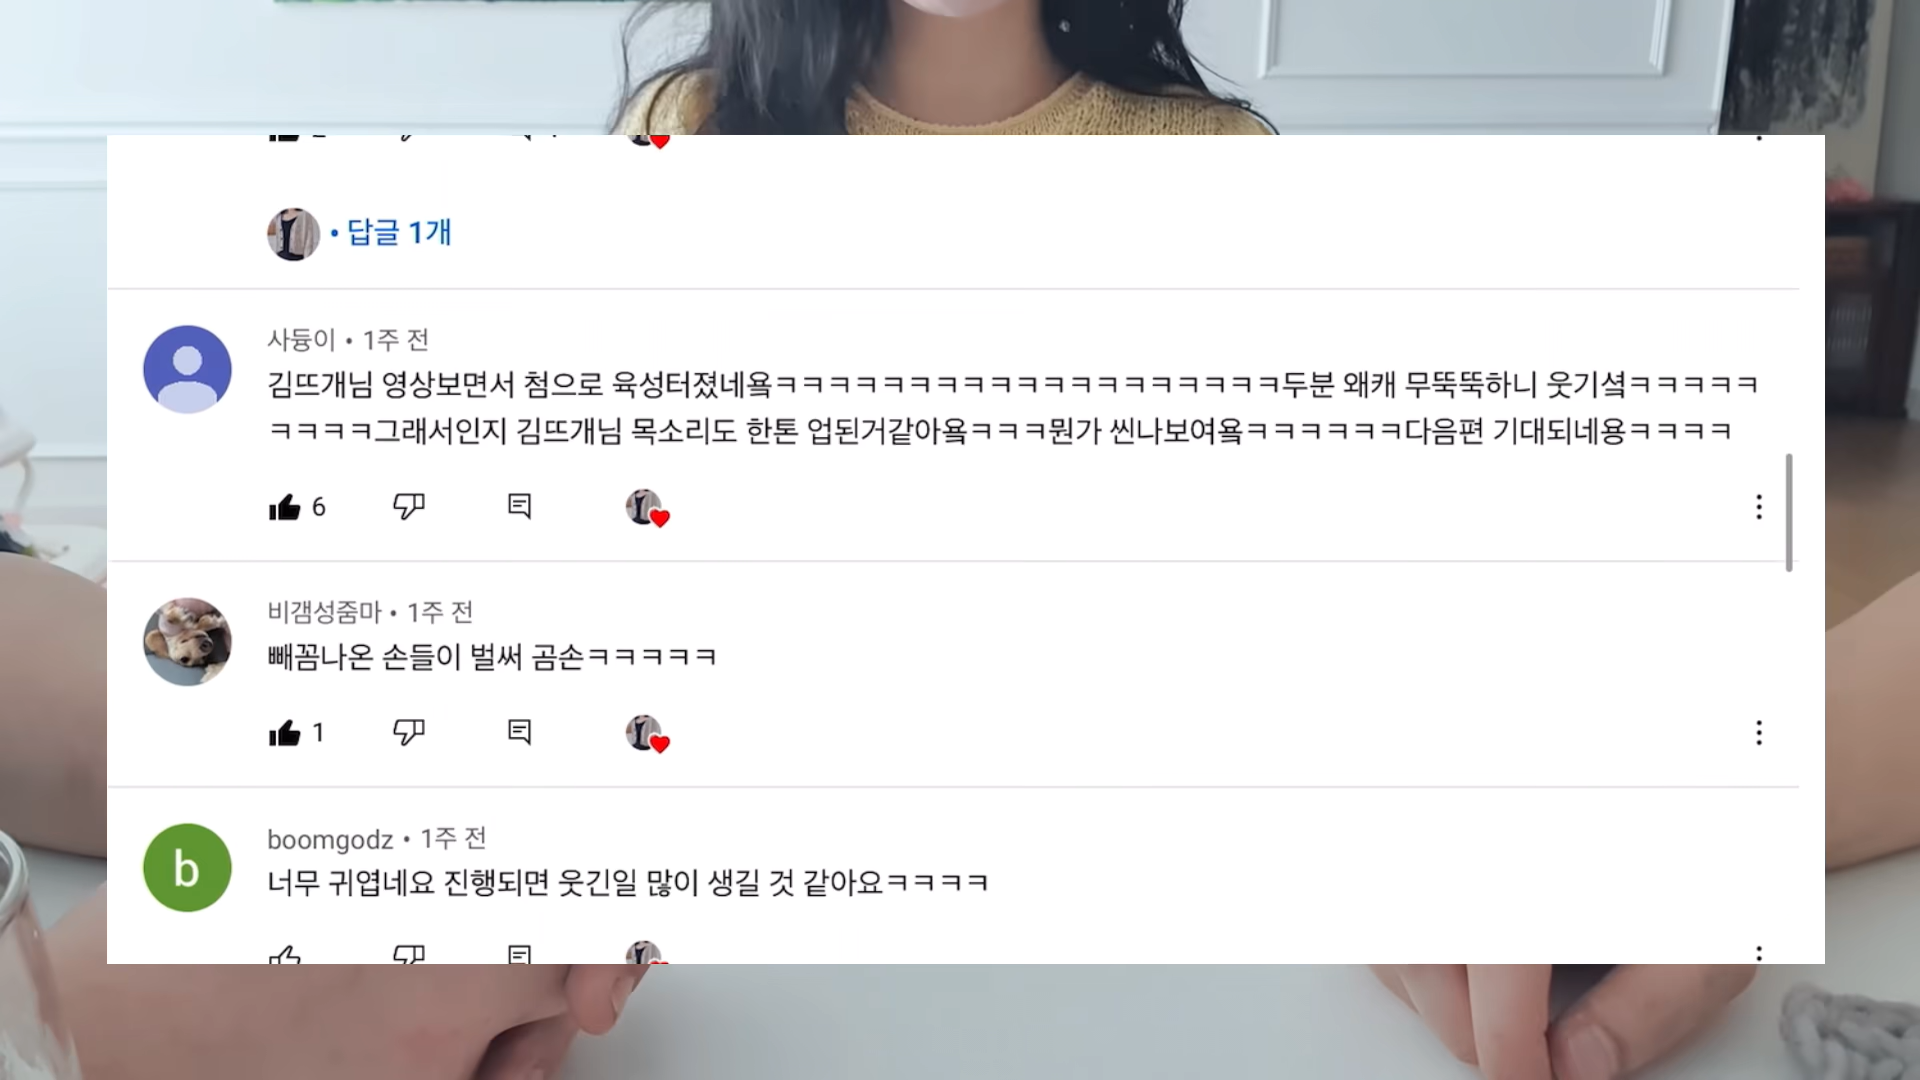 • 답글 1개
사듕이 • 1주 전
김뜨개님 영상보면서 첨으로 육성터졌네욬ㅋㅋㅋㅋㅋㅋㅋㅋㅋㅋㅋㅋㅋㅋㅋㅋㅋㅋㅋ두분 왜캐 무뚝뚝하니 웃기셬ㅋㅋㅋㅋㅋ
ㅋㅋㅋㅋ그래서인지 김뜨개님 목소리도 한톤 업된거같아욬ㅋㅋㅋ뭔가 씬나보여욬ㅋㅋㅋㅋㅋㅋ다음편 기대되네용ㅋㅋㅋㅋ
6
비갬성줌마 • 1주 전
빼꼼나온 손들이 벌써 곰손ㅋㅋㅋㅋㅋ
1
b
boomgodz • 1주 전
너무 귀엽네요 진행되면 웃긴일 많이 생길 것 같아요ㅋㅋㅋㅋ